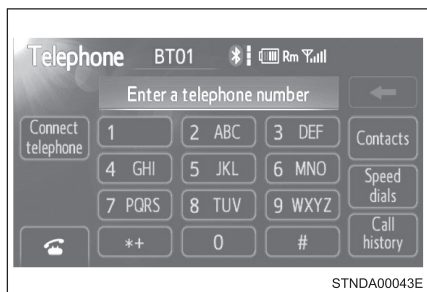 Telephone BT01 Rm
Enter a telephone number
Connect
telephone
1
2 ABC
3 DEF
Contacts
4 GHI
5 JKL
6 MNO
Speed
dials
7 PQRS
8 TUV
9 WXYZ
*+
0
#
Call
history
STNDA00043E